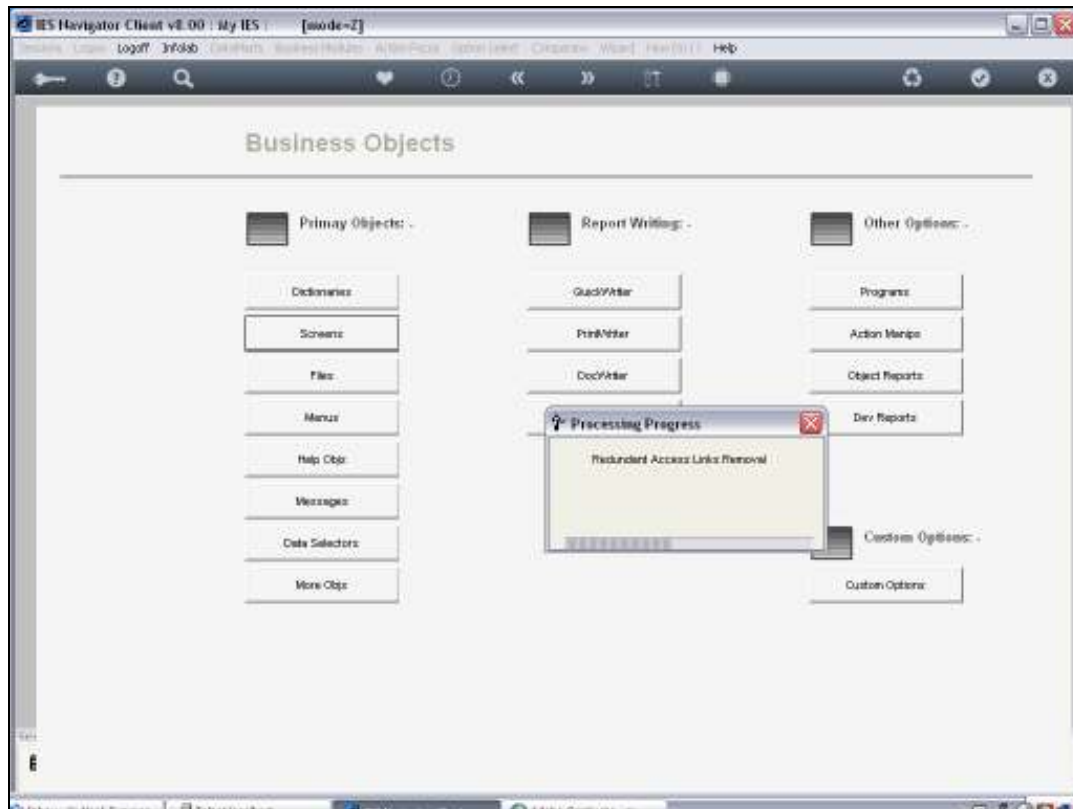 IES Navigator Client v8.00 : My IES : [mode=Z]
Logoff Infolab Help
Business Objects
Primay Objects: -
Report Writing: -
Other Options: -
Dictionaries
QuickWriter
Programs
Screens
PrintWriter
Action Manips
Files
DocWriter
Object Reports
Menus
Dev Reports
Processing Progress
Redundant Access Links Removal
Help Objs
Messages
Data Selectors
Custom Options: -
More Objs
Custom Options